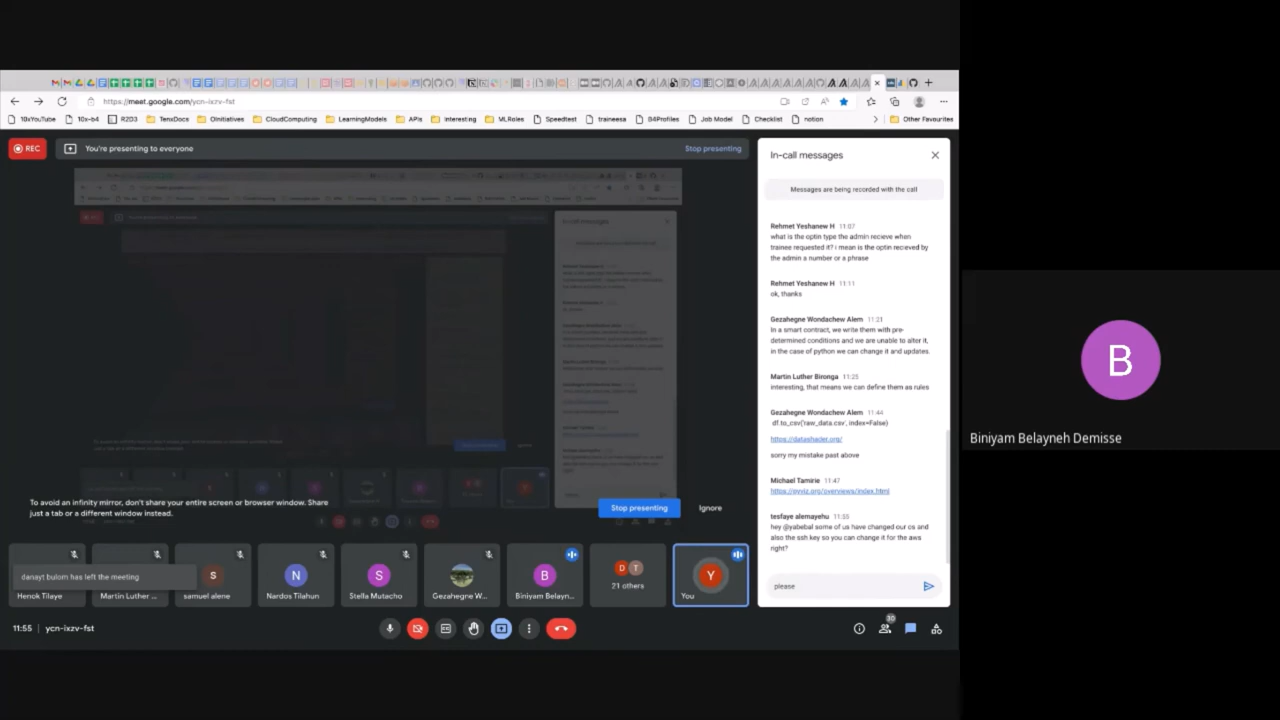 https://meet.google.com/ycn-ixzv-fst
10xYouTube
10x-b4
R2D3
TenxDocs
OInitiatives
CloudComputing
LearningModels
APIs
Interesting
MLRoles
Speedtest
traineesa
B4Profiles
Job Model
Checklist
notion
Other Favourites
REC
You're presenting to everyone
Stop presenting
In-call messages
Messages are being recorded with the call
Rehmet Yeshanew H 11:07
what is the optin type the admin recieve when
trainee requested it? i mean is the optin recieved by
the admin a number or a phrase
Rehmet Yeshanew H 11:11
ok, thanks
Gezahegne Wondachew Alem 11:21
In a smart contract, we write them with pre-
determined conditions and we are unable to alter it,
in the case of python we can change it and updates.
Martin Luther Bironga 11:25
interesting, that means we can define them as rules
Gezahegne Wondachew Alem 11:44
df.to_csv('raw_data.csv', index=False)
https://datashader.org/
sorry my mistake past above
Michael Tamirie 11:47
https://pyviz.org/overviews/index.html
tesfaye alemayehu 11:55
hey @yabebal some of us have changed our os and
also the ssh key so you can change it for the aws
right?
please
To avoid an infinity mirror, don't share your entire screen or browser window. Share
just a tab or a different window instead.
Stop presenting
Ignore
danayt bulom has left the meeting
Henok Tilaye
Martin Luther ...
S
samuel alene
N
Nardos Tilahun
S
Stella Mutacho
Gezahegne W...
B
Biniyam Belayn...
D
T
21 others
Y
You
11:55 | ycn-ixzv-fst
30
B
Biniyam Belayneh Demisse